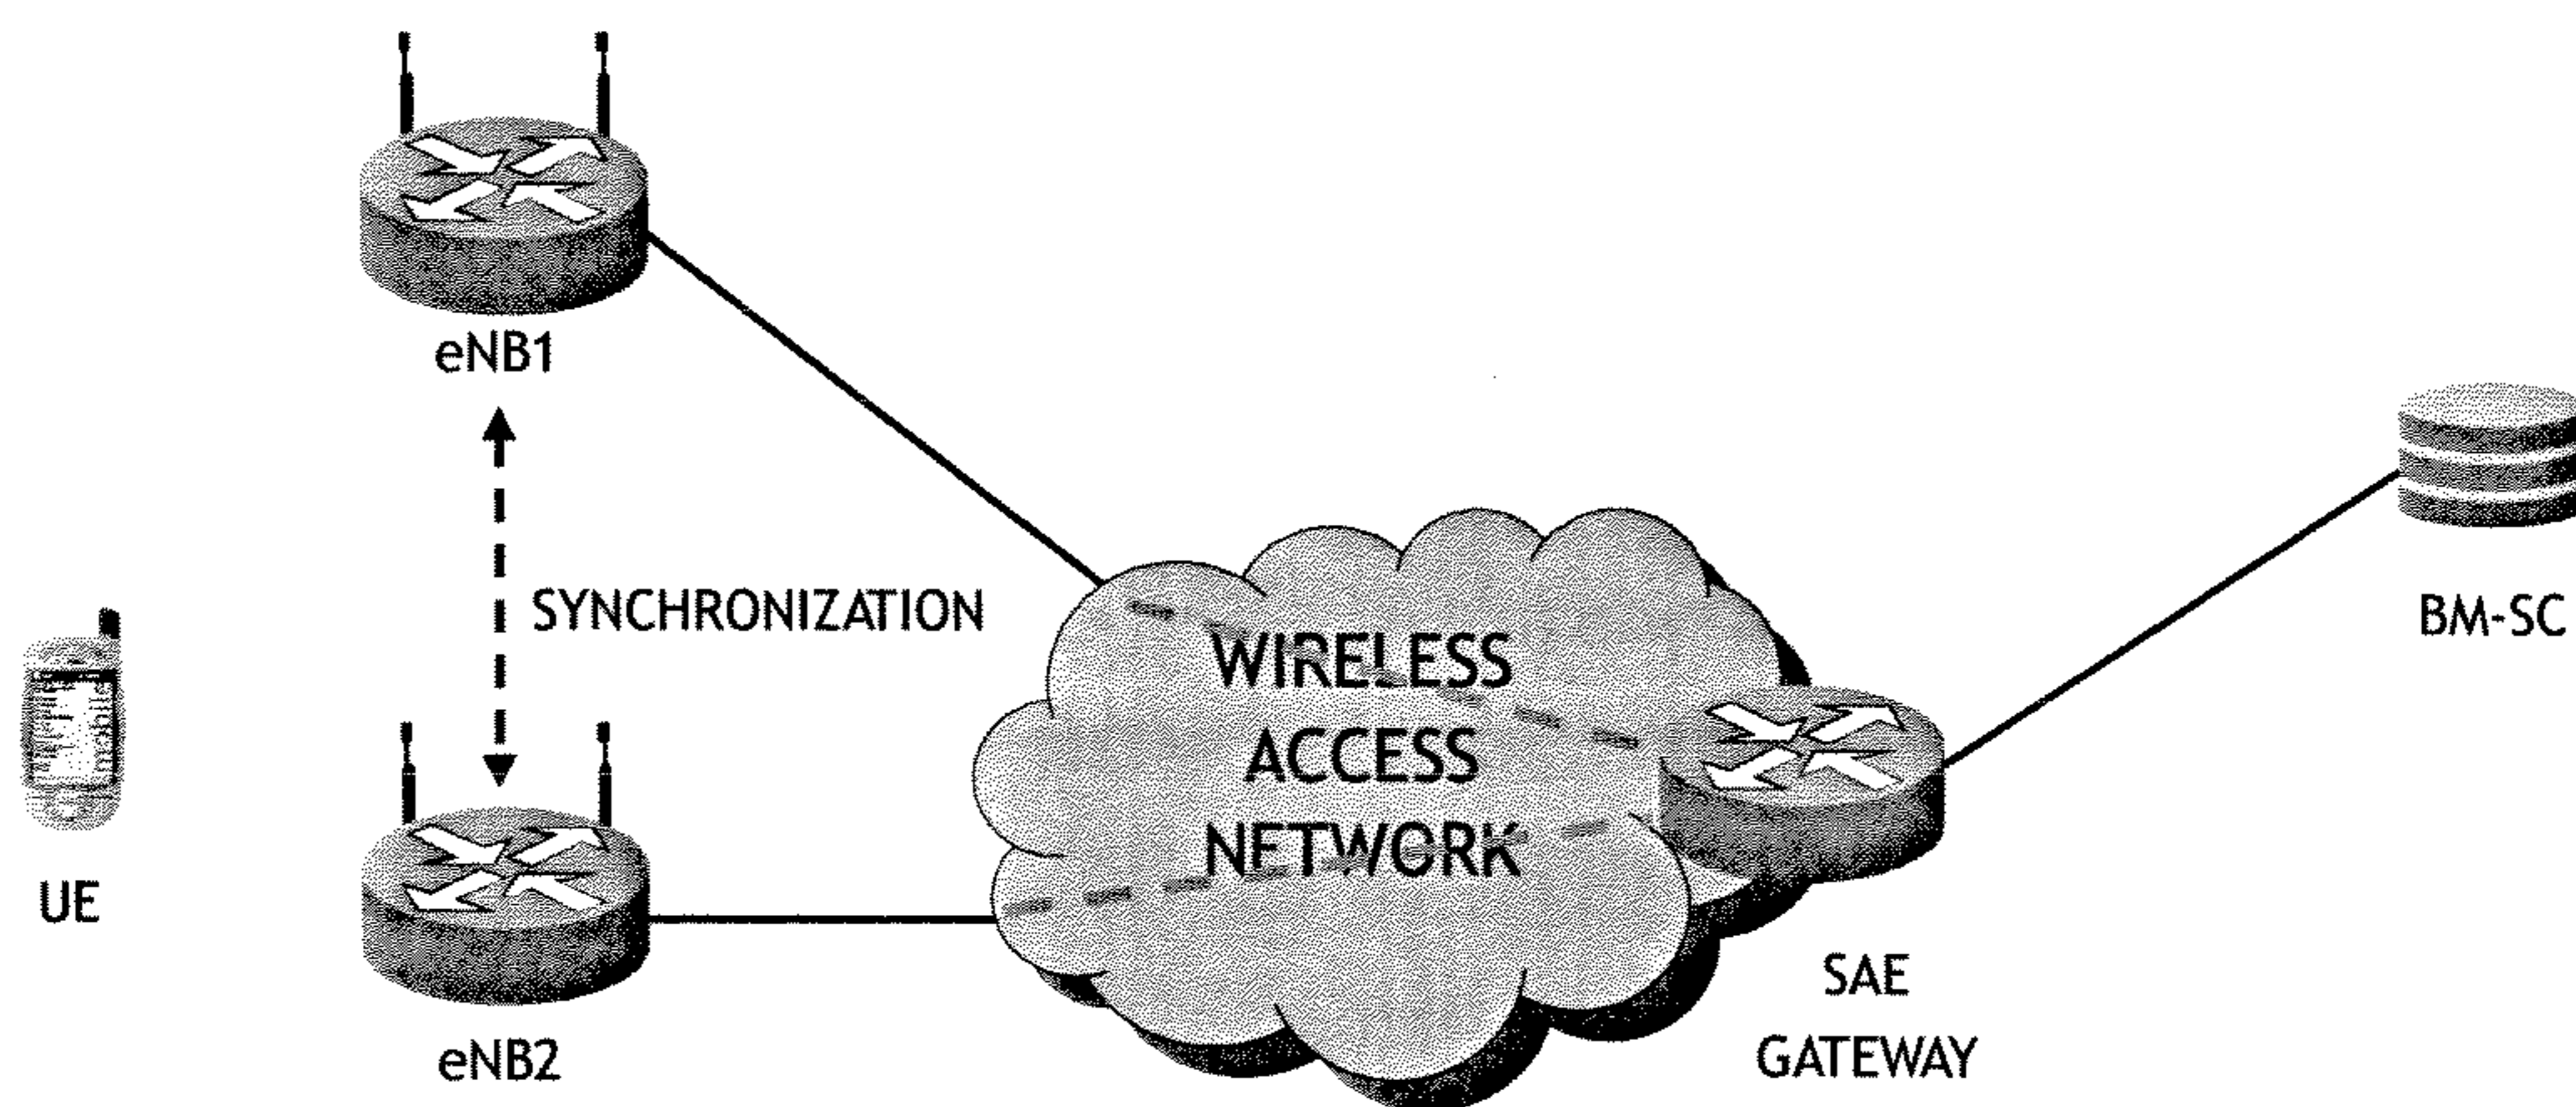 eNB1
SYNCHRONIZATION
UE
eNB2
WIRELESS
ACCESS
NETWORK
SAE
GATEWAY
BM-SC